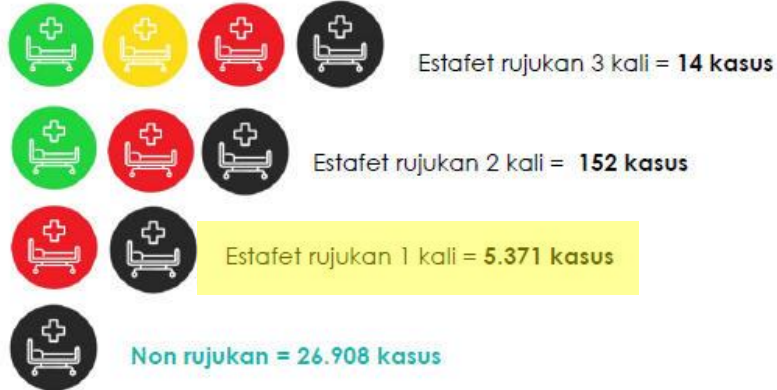 Estafet rujukan 3 kali = 14 kasus
Estafet rujukan 2 kali = 152 kasus
Estafet rujukan 1 kali = 5.371 kasus
Non rujukan = 26.908 kasus